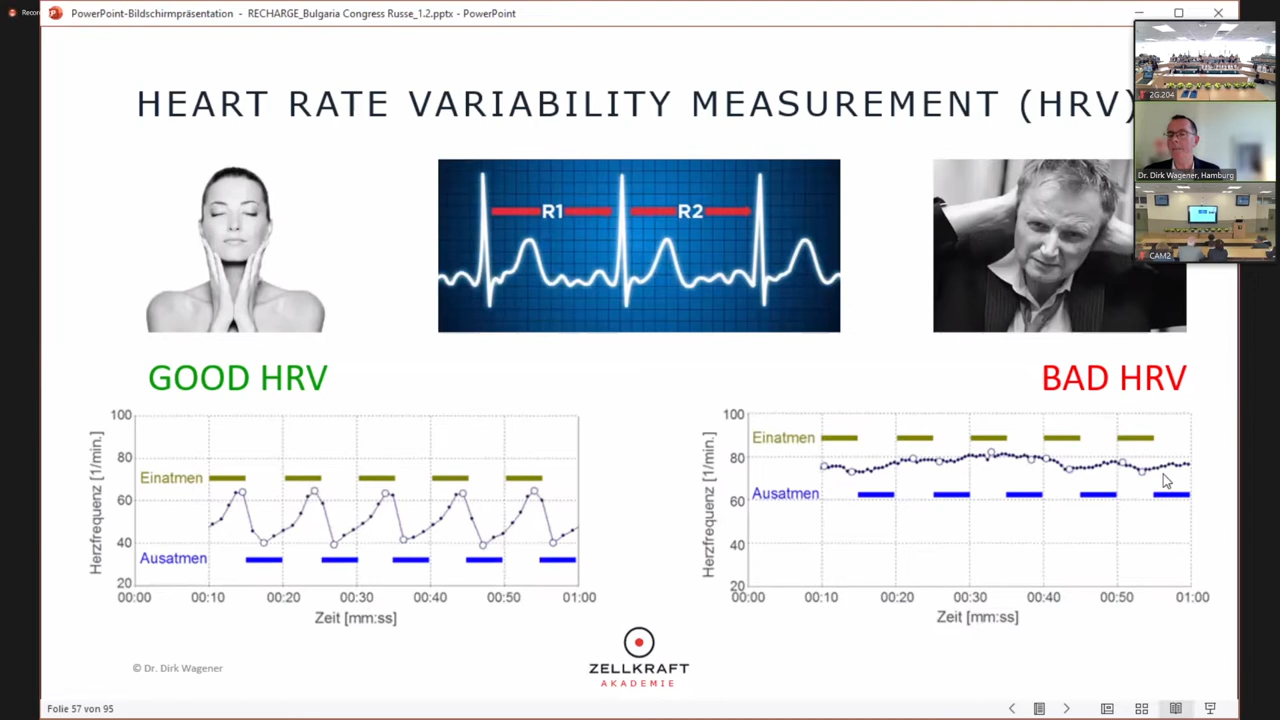 Recor
PowerPoint-Bildschirmpräsentation - RECHARGE_Bulgaria Congress Russe_1.2.pptx - PowerPoint
HEART RATE VARIABILITY MEASUREMENT (HRV)
2G.204
Dr. Dirk Wagener, Hamburg
CAM2
R1
R2
GOOD HRV
BAD HRV
Herzfrequenz [1/min.]
100
80
60
40
20
Einatmen
Ausatmen
00:00 00:10 00:20 00:30 00:40 00:50 01:00
Zeit [mm:ss]
Herzfrequenz [1/min.]
100
80
60
40
20
Einatmen
Ausatmen
00:00 00:10 00:20 00:30 00:40 00:50 01:00
Zeit [mm:ss]
© Dr. Dirk Wagener
ZELLKRAFT
AKADEMIE
Folie 57 von 95